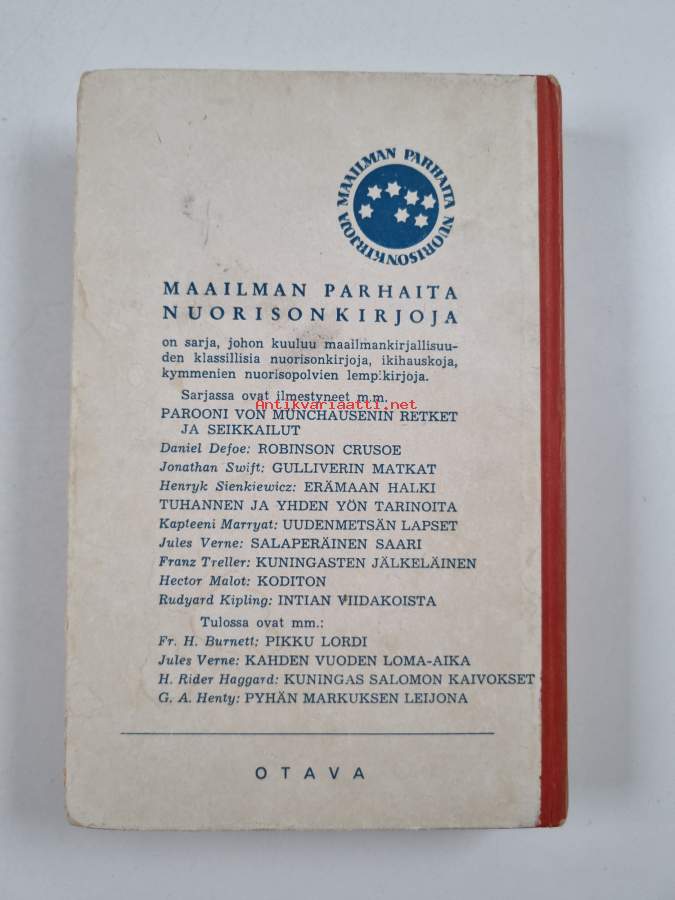 MAAILMAN PARHAITA NUORISONKIRJOJA
MAAILMAN PARHAITA
NUORISONKIRJOJA
on sarja, johon kuuluu maailmankirjallisuu-
den klassillisia nuorisonkirjoja, ikihauskoja,
kymmenien nuorisopolvien lempikirjoja.
Sarjassa ovat ilmestyneet m.m.
Antikvariaatti.net
PAROONI VON MÜNCHAUSENIN RETKET
JA SEIKKAILUT
Daniel Defoe: ROBINSON CRUSOE
Jonathan Swift: GULLIVERIN MATKAT
Henryk Sienkiewicz: ERÄMAAN HALKI
TUHANNEN JA YHDEN YÖN TARINOITA
Kapteeni Marryat: UUDENMETSÄN LAPSET
Jules Verne: SALAPERÄINEN SAARI
Franz Treller: KUNINGASTEN JÄLKELÄINEN
Hector Malot: KODITON
Rudyard Kipling: INTIAN VIIDAKOISTA
Tulossa ovat mm.:
Fr. H. Burnett: PIKKU LORDI
Jules Verne: KAHDEN VUODEN LOMA-AIKA
H. Rider Haggard: KUNINGAS SALOMON KAIVOKSET
G. A. Henty: PYHÄN MARKUKSEN LEIJONA
OTAVA